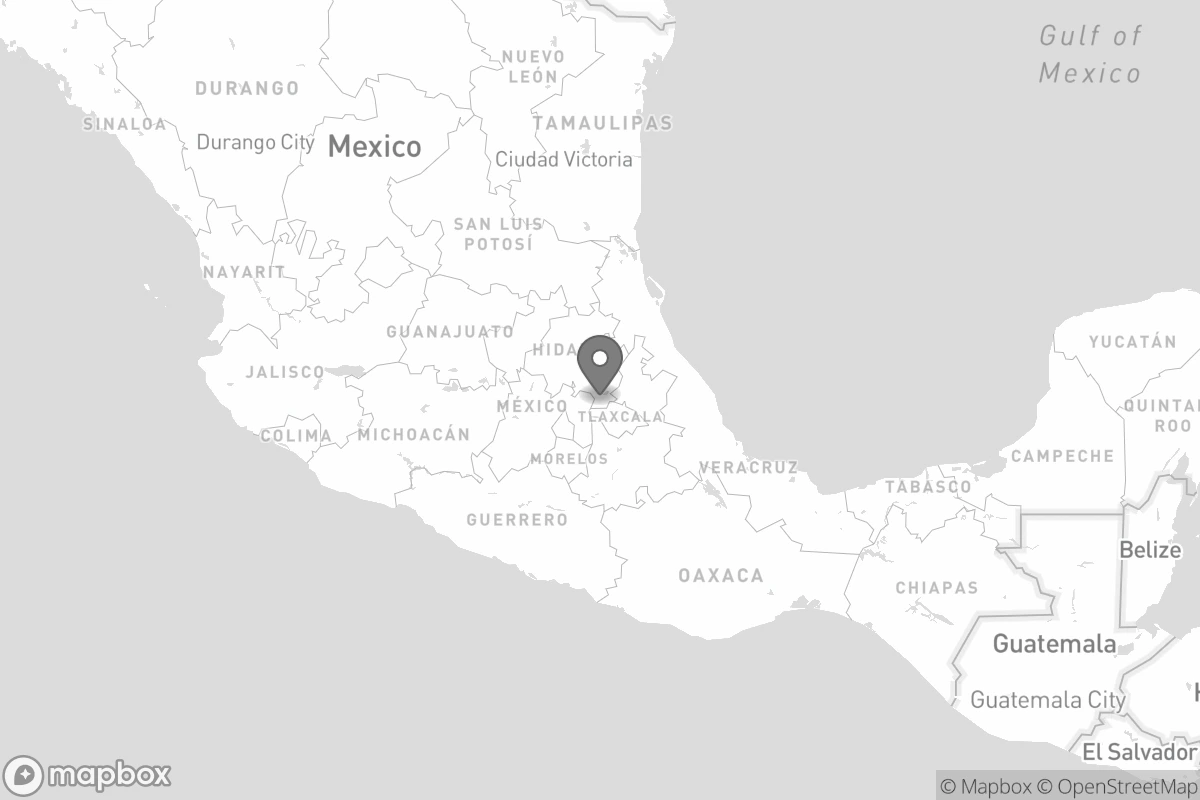 Gulf of
Mexico
NUEVO
LEÓN
DURANGO
SINALOA
TAMAULIPAS
Durango City
Mexico
Ciudad Victoria
SAN LUIS
POTOSÍ
NAYARIT
GUANAJUATO
YUCATÁN
JALISCO
MÉXICO
QUINTAN
ROO
TLAXCALA
COLIMA
MICHOACÁN
MORELOS
VERACRUZ
CAMPECHE
TABASCO
GUERRERO
Belize
OAXACA
CHIAPAS
Guatemala
Guatemala City
El Salvador
mapbox
© Mapbox © OpenStreetMap